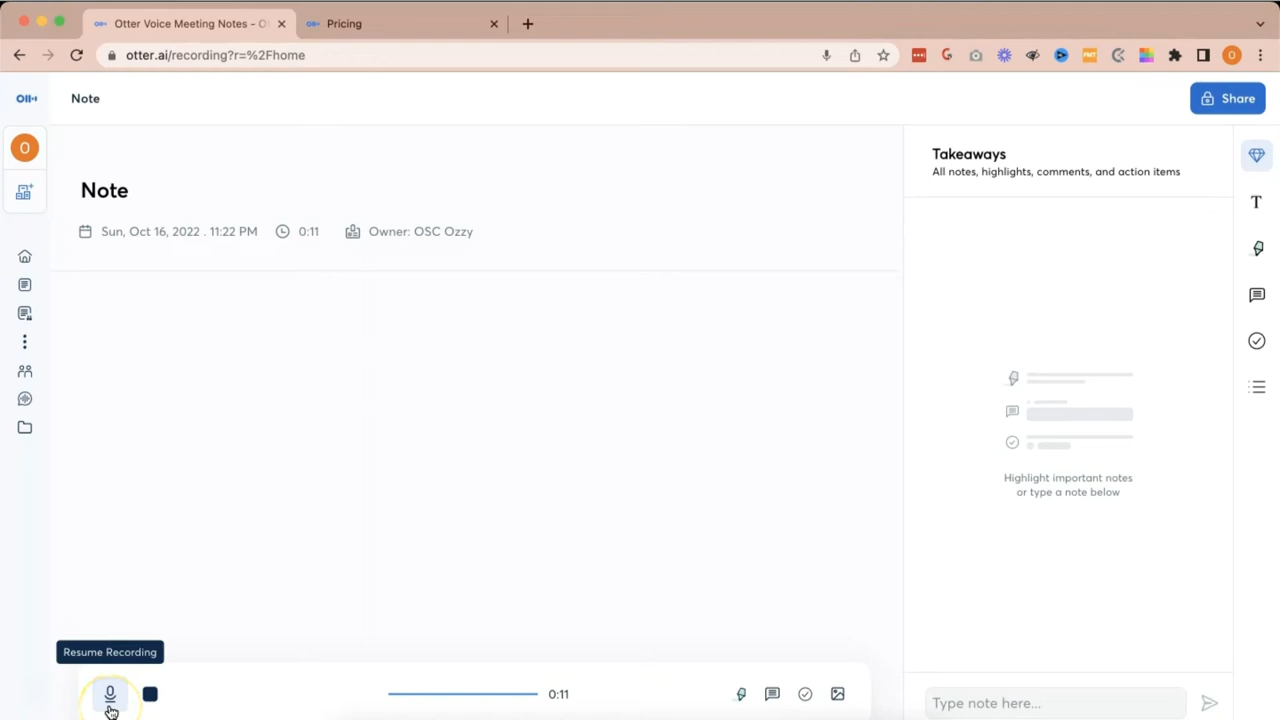 Otter Voice Meeting Notes - O
Pricing
otter.ai/recording?r=%2Fhome
FMT
O
Note
Share
O
Note
Sun, Oct 16, 2022 . 11:22 PM
0:11
Owner: OSC Ozzy
Takeaways
All notes, highlights, comments, and action items
T
Highlight important notes
or type a note below
Resume Recording
0:11
Type note here...